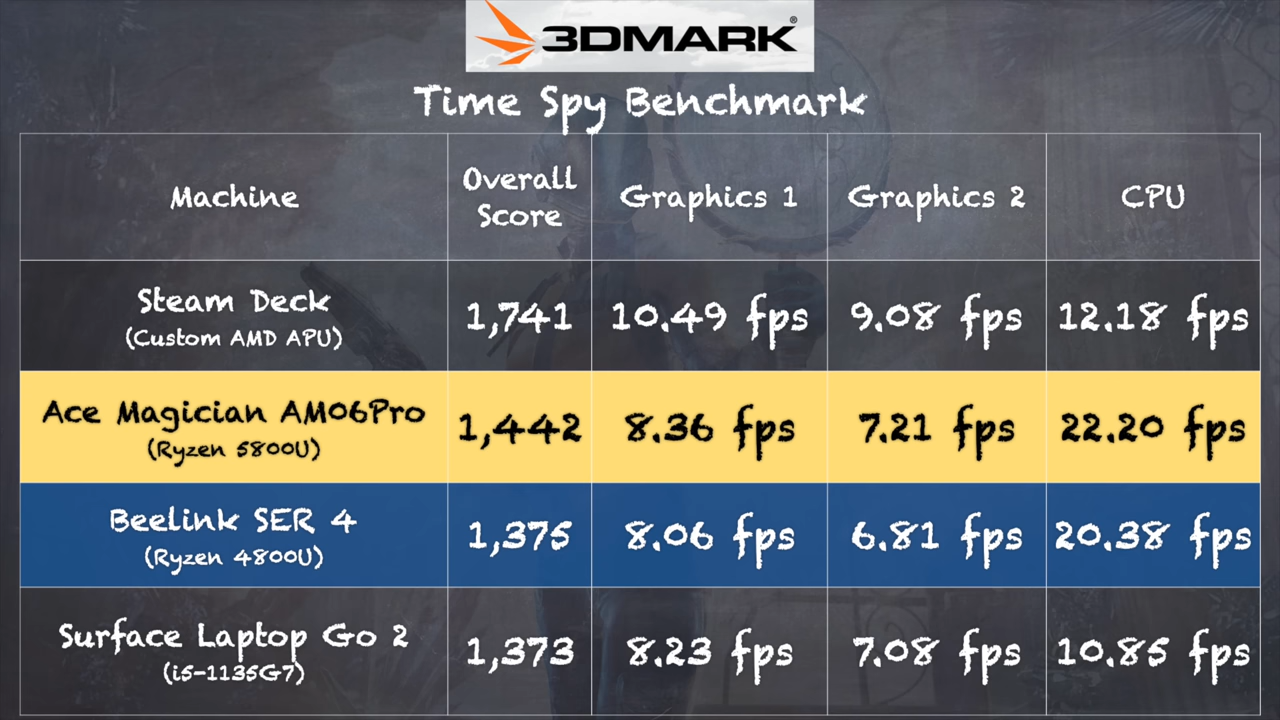 3DMARK®
Time Spy Benchmark
Machine
Overall
Score
Graphics 1
Graphics 2
CPU
Steam Deck
(Custom AMD APU)
1,741
10.49 fps
9.08 fps
12.18 fps
Ace Magician AM06Pro
(Ryzen 5800U)
1,442
8.36 fps
7.21 fps
22.20 fps
Beelink SER 4
(Ryzen 4800U)
1,375
8.06 fps
6.81 fps
20.38 fps
Surface Laptop Go 2
(i5-1135G7)
1,373
8.23 fps
7.08 fps
10.85 fps